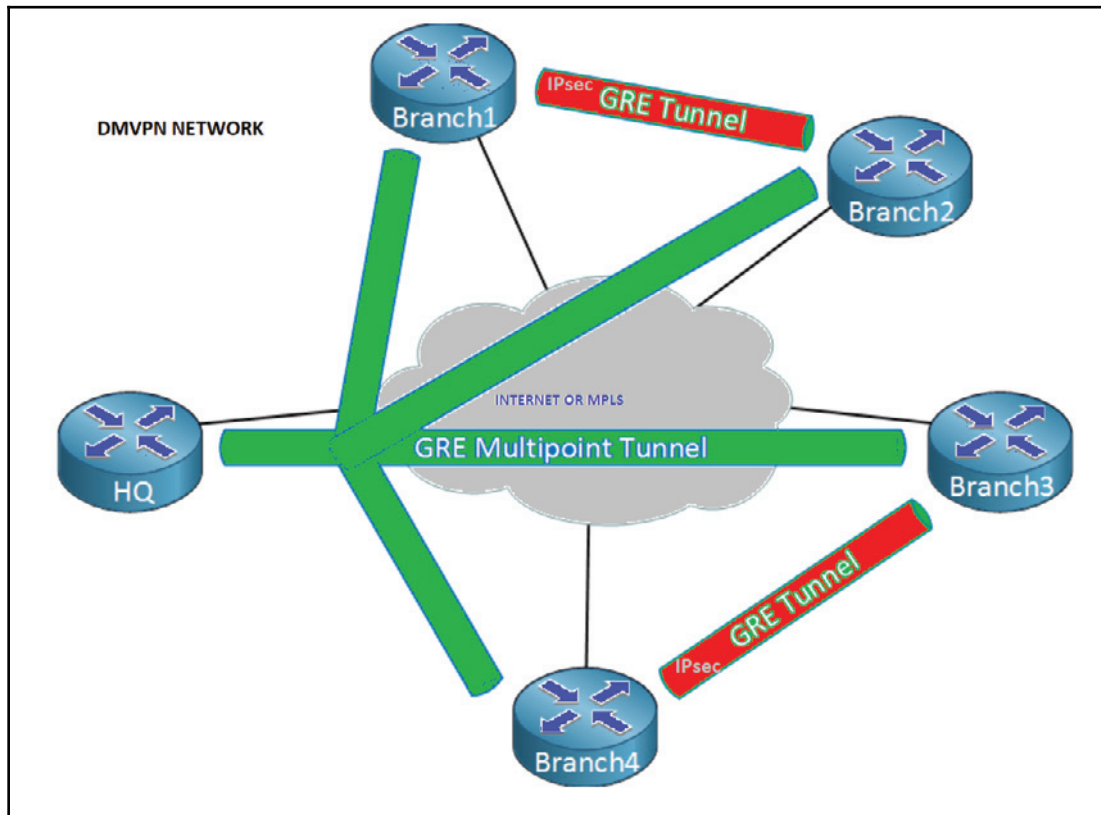 Branch1
IPsec GRE Tunnel
DMVPN NETWORK
Branch2
INTERNET OR MPLS
GRE Multipoint Tunnel
HQ
Branch3
IPsec GRE Tunnel
Branch4